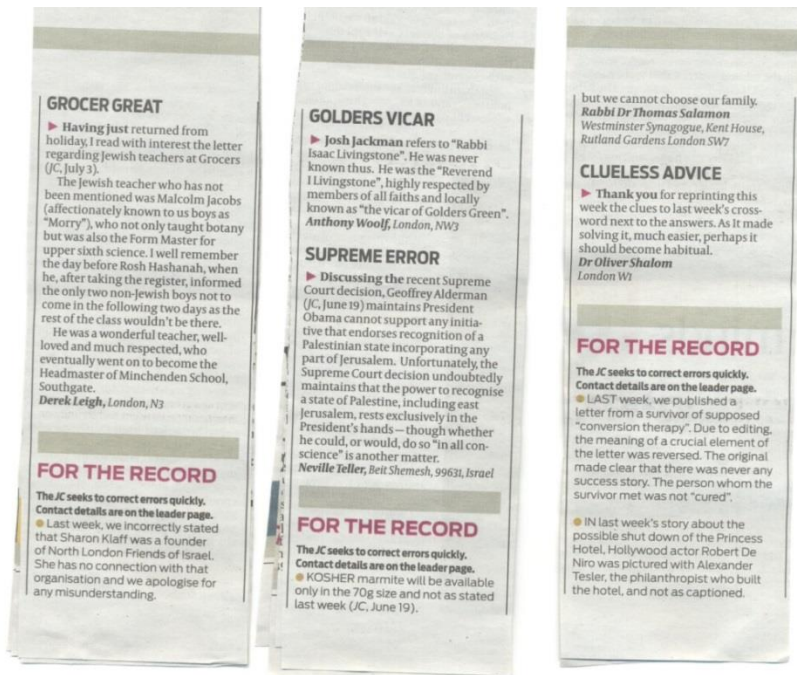 GROCER GREAT
► Having just returned from
holiday, I read with interest the letter
regarding Jewish teachers at Grocers
(JC, July 3).
The Jewish teacher who has not
been mentioned was Malcolm Jacobs
(affectionately known to us boys as
"Morry"), who not only taught botany
but was also the Form Master for
upper sixth science. I well remember
the day before Rosh Hashanah, when
he, after taking the register, informed
the only two non-Jewish boys not to
come in the following two days as the
rest of the class wouldn't be there.
He was a wonderful teacher, well-
loved and much respected, who
eventually went on to become the
Headmaster of Minchenden School,
Southgate.
Derek Leigh, London, N3
FOR THE RECORD
The JC seeks to correct errors quickly.
Contact details are on the leader page.
● Last week, we incorrectly stated
that Sharon Klaff was a founder
of North London Friends of Israel.
She has no connection with that
organisation and we apologise for
any misunderstanding.
GOLDERS VICAR
► Josh Jackman refers to "Rabbi
Isaac Livingstone". He was never
known thus. He was the "Reverend
I Livingstone", highly respected by
members of all faiths and locally
known as "the vicar of Golders Green".
Anthony Woolf, London, NW3
SUPREME ERROR
► Discussing the recent Supreme
Court decision, Geoffrey Alderman
(JC, June 19) maintains President
Obama cannot support any initia-
tive that endorses recognition of a
Palestinian state incorporating any
part of Jerusalem. Unfortunately, the
Supreme Court decision undoubtedly
maintains that the power to recognise
a state of Palestine, including east
Jerusalem, rests exclusively in the
President's hands — though whether
he could, or would, do so "in all con-
science" is another matter.
Neville Teller, Beit Shemesh, 99631, Israel
FOR THE RECORD
The JC seeks to correct errors quickly.
Contact details are on the leader page.
● KOSHER marmite will be available
only in the 70g size and not as stated
last week (JC, June 19).
but we cannot choose our family.
Rabbi Dr Thomas Salamon
Westminster Synagogue, Kent House,
Rutland Gardens London SW7
CLUELESS ADVICE
► Thank you for reprinting this
week the clues to last week's cross-
word next to the answers. As It made
solving it, much easier, perhaps it
should become habitual.
Dr Oliver Shalom
London W1
FOR THE RECORD
The JC seeks to correct errors quickly.
Contact details are on the leader page.
● LAST week, we published a
letter from a survivor of supposed
"conversion therapy". Due to editing,
the meaning of a crucial element of
the letter was reversed. The original
made clear that there was never any
success story. The person whom the
survivor met was not "cured".
● IN last week's story about the
possible shut down of the Princess
Hotel, Hollywood actor Robert De
Niro was pictured with Alexander
Tesler, the philanthropist who built
the hotel, and not as captioned.